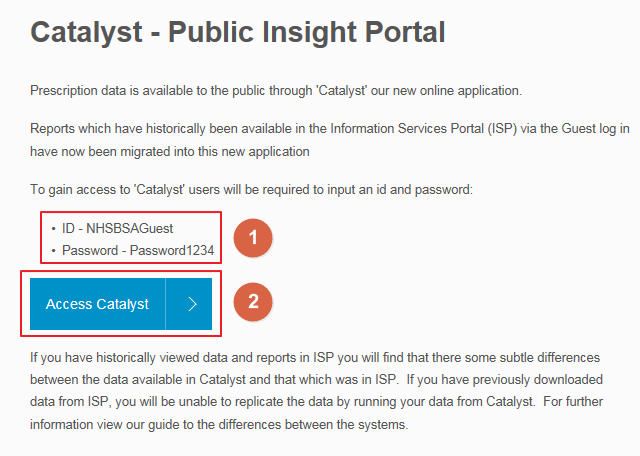 Catalyst - Public Insight Portal
Prescription data is available to the public through 'Catalyst' our new online application.
Reports which have historically been available in the Information Services Portal (ISP) via the Guest log in
have now been migrated into this new application
To gain access to 'Catalyst' users will be required to input an id and password:
• ID - NHSBSAGuest
• Password - Password1234
1
Access Catalyst
2
If you have historically viewed data and reports in ISP you will find that there some subtle differences
between the data available in Catalyst and that which was in ISP. If you have previously downloaded
data from ISP, you will be unable to replicate the data by running your data from Catalyst. For further
information view our guide to the differences between the systems.